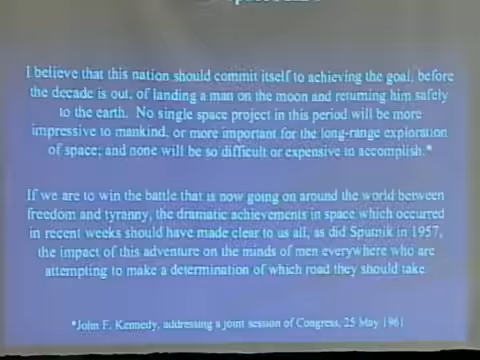 I believe that this nation should commit itself to achieving the goal, before
the decade is out, of landing a man on the moon and returning him safely
to the earth. No single space project in this period will be more
impressive to mankind, or more important for the long-range exploration
of space; and none will be so difficult or expensive to accomplish.*
If we are to win the battle that is now going on around the world between
freedom and tyranny, the dramatic achievements in space which occurred
in recent weeks should have made clear to us all, as did Sputnik in 1957,
the impact of this adventure on the minds of men everywhere who are
attempting to make a determination of which road they should take.
*John F. Kennedy, addressing a joint session of Congress, 25 May 1961